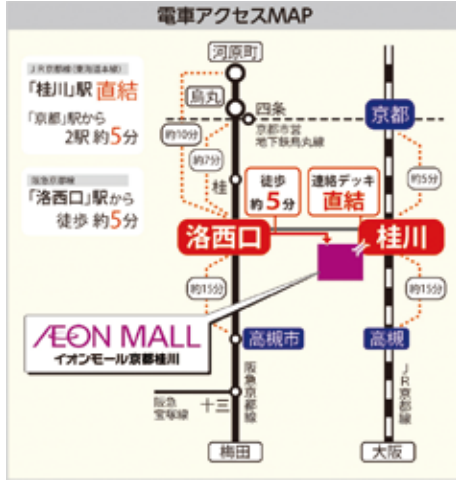 電車アクセスMAP
JR京都線(東海道本線)
「桂川」駅 直結
「京都」駅から
2駅 約5分
阪急京都線
「洛西口」駅から
徒歩 約5分
河原町
烏丸
四条
京都市営
地下鉄烏丸線
京都
約10分
約7分
桂
徒歩
約5分
連絡デッキ
直結
約5分
洛西口
桂川
約15分
約15分
ÆON MALL
イオンモール京都桂川
高槻市
高槻
阪急京都線
JR京都線
阪急
宝塚線
十三
梅田
大阪